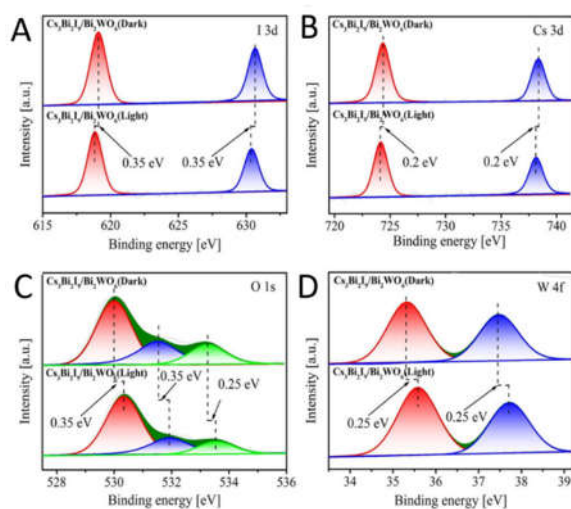 A
Cs₃Bi₂I₉/Bi₂WO₆(Dark)
I 3d
Cs₃Bi₂I₉/Bi₂WO₆(Light)
0.35 eV
0.35 eV
Intensity [a.u.]
615 620 625 630
Binding energy [eV]
B
Cs₃Bi₂I₉/Bi₂WO₆(Dark)
Cs 3d
Cs₃Bi₂I₉/Bi₂WO₆(Light)
0.2 eV
0.2 eV
Intensity [a.u.]
720 725 730 735 740
Binding energy [eV]
C
Cs₃Bi₂I₉/Bi₂WO₆(Dark)
O 1s
Cs₃Bi₂I₉/Bi₂WO₆(Light)
0.35 eV
0.35 eV
0.25 eV
Intensity [a.u.]
528 530 532 534 536
Binding energy [eV]
D
Cs₃Bi₂I₉/Bi₂WO₆(Dark)
W 4f
Cs₃Bi₂I₉/Bi₂WO₆(Light)
0.25 eV
0.25 eV
Intensity [a.u.]
34 35 36 37 38 39
Binding energy [eV]